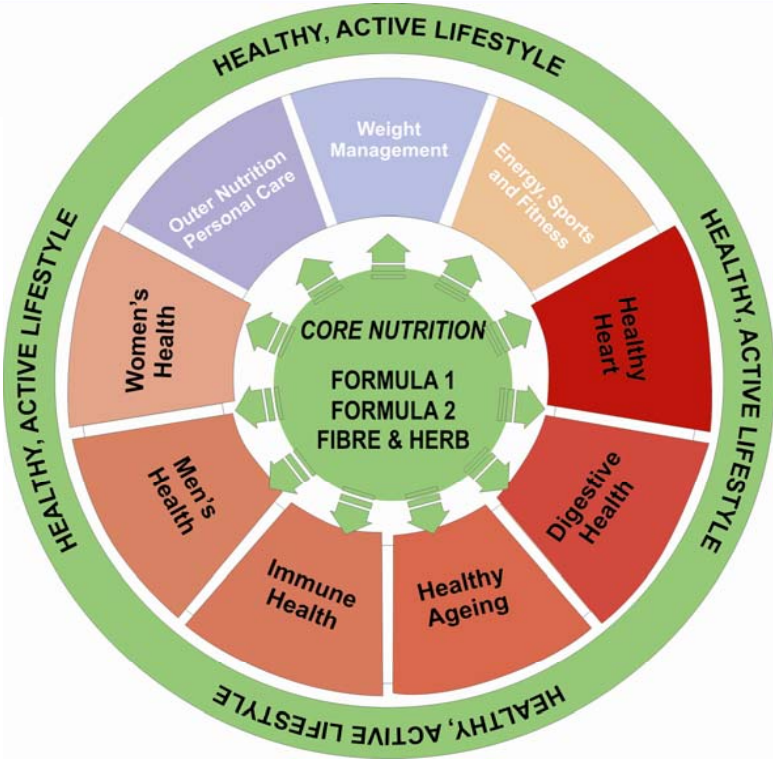 HEALTHY, ACTIVE LIFESTYLE
Weight
Management
Energy, Sports
and Fitness
Healthy
Heart
Digestive
Health
Healthy
Ageing
Immune
Health
Men's
Health
Women's
Health
Outer Nutrition
Personal Care
CORE NUTRITION
FORMULA 1
FORMULA 2
FIBRE & HERB
HEALTHY, ACTIVE LIFESTYLE
HEALTHY, ACTIVE LIFESTYLE
HEALTHY, ACTIVE LIFESTYLE